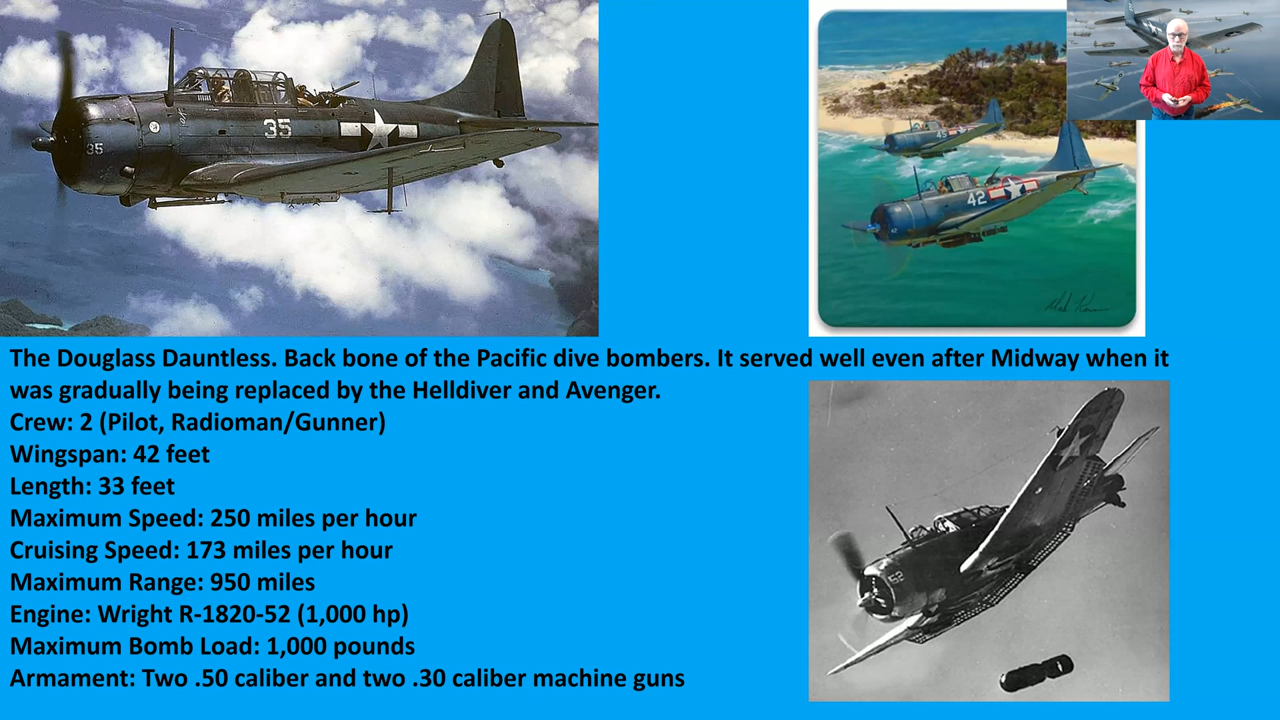 35
35
45
42
The Douglass Dauntless. Back bone of the Pacific dive bombers. It served well even after Midway when it
was gradually being replaced by the Helldiver and Avenger.
Crew: 2 (Pilot, Radioman/Gunner)
Wingspan: 42 feet
Length: 33 feet
Maximum Speed: 250 miles per hour
Cruising Speed: 173 miles per hour
Maximum Range: 950 miles
Engine: Wright R-1820-52 (1,000 hp)
Maximum Bomb Load: 1,000 pounds
Armament: Two .50 caliber and two .30 caliber machine guns